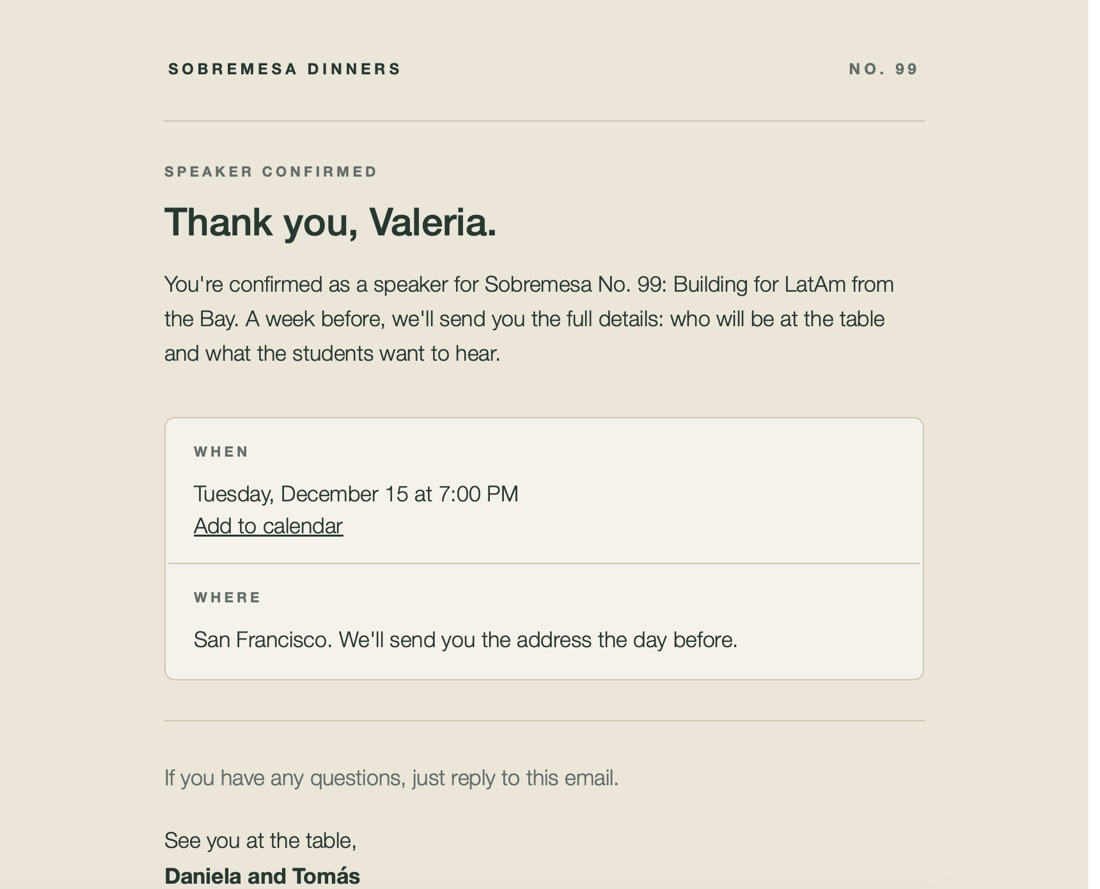 SOBREMESA DINNERS
NO. 99
SPEAKER CONFIRMED
Thank you, Valeria.
You're confirmed as a speaker for Sobremesa No. 99: Building for LatAm from
the Bay. A week before, we'll send you the full details: who will be at the table
and what the students want to hear.
WHEN
Tuesday, December 15 at 7:00 PM
Add to calendar
WHERE
San Francisco. We'll send you the address the day before.
If you have any questions, just reply to this email.
See you at the table,
Daniela and Tomás